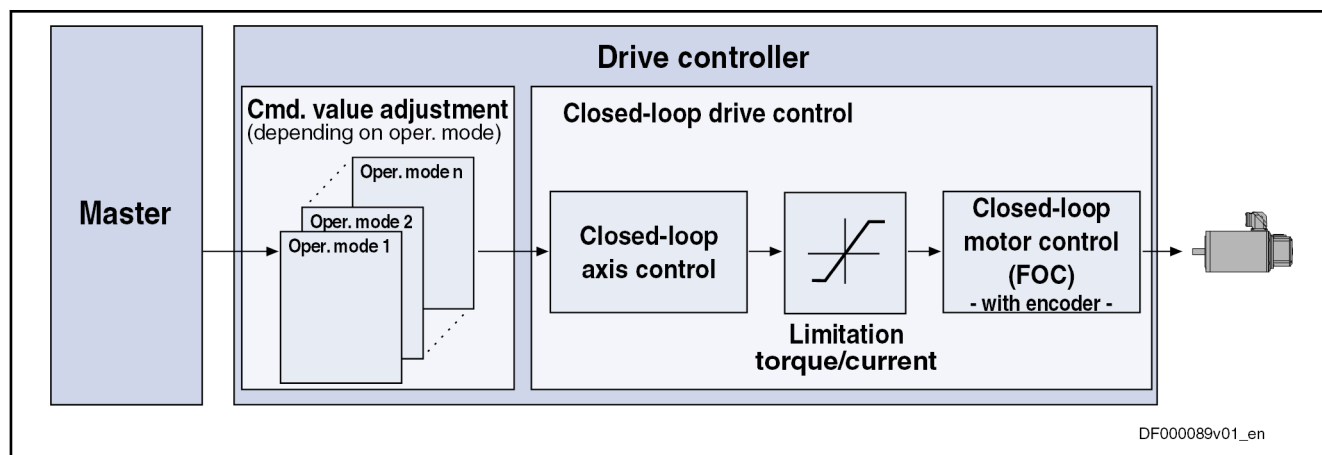 Drive controller
Master
Cmd. value adjustment
(depending on oper. mode)
Oper. mode n
Oper. mode 2
Oper. mode 1
Closed-loop drive control
Closed-loop
axis control
Limitation
torque/current
Closed-loop
motor control
(FOC)
- with encoder -
DF000089v01_en